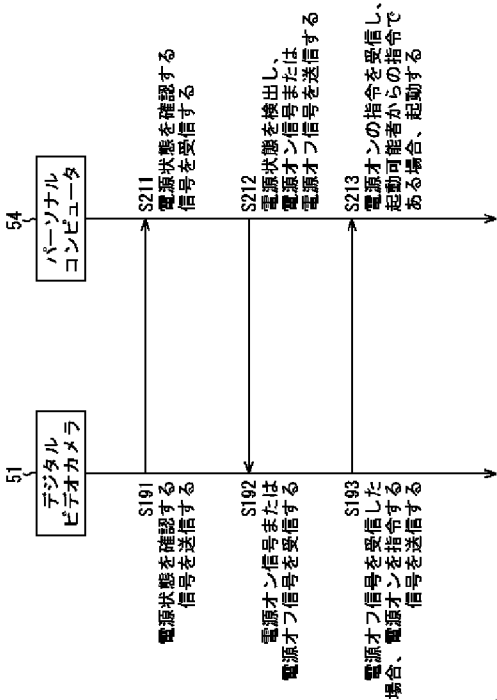 51
デジタル
ビデオカメラ
54
パーソナル
コンピュータ
S191
電源状態を確認する
信号を送信する
S211
電源状態を確認する
信号を受信する
S192
電源オン信号または
電源オフ信号を受信する
S212
電源状態を検出し、
電源オン信号または
電源オフ信号を送信する
S193
電源オフ信号を受信した
場合、電源オンを指令する
信号を送信する
S213
電源オンの指令を受信し、
起動可能者からの指令で
ある場合、起動する